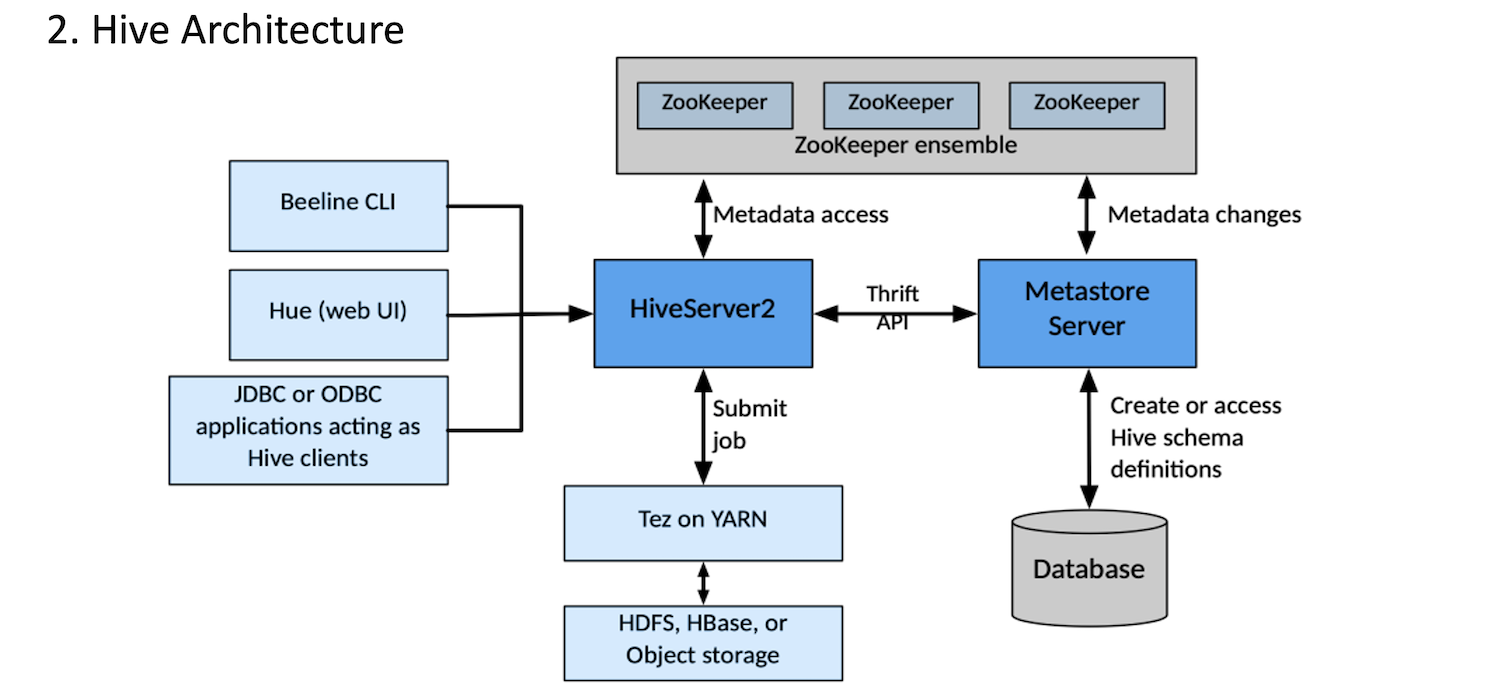 2. Hive Architecture
ZooKeeper
ZooKeeper
ZooKeeper
ZooKeeper ensemble
Beeline CLI
Metadata access
Metadata changes
Hue (web UI)
HiveServer2
Thrift
API
Metastore
Server
JDBC or ODBC
applications acting as
Hive clients
Submit
job
Create or access
Hive schema
definitions
Tez on YARN
Database
HDFS, HBase, or
Object storage